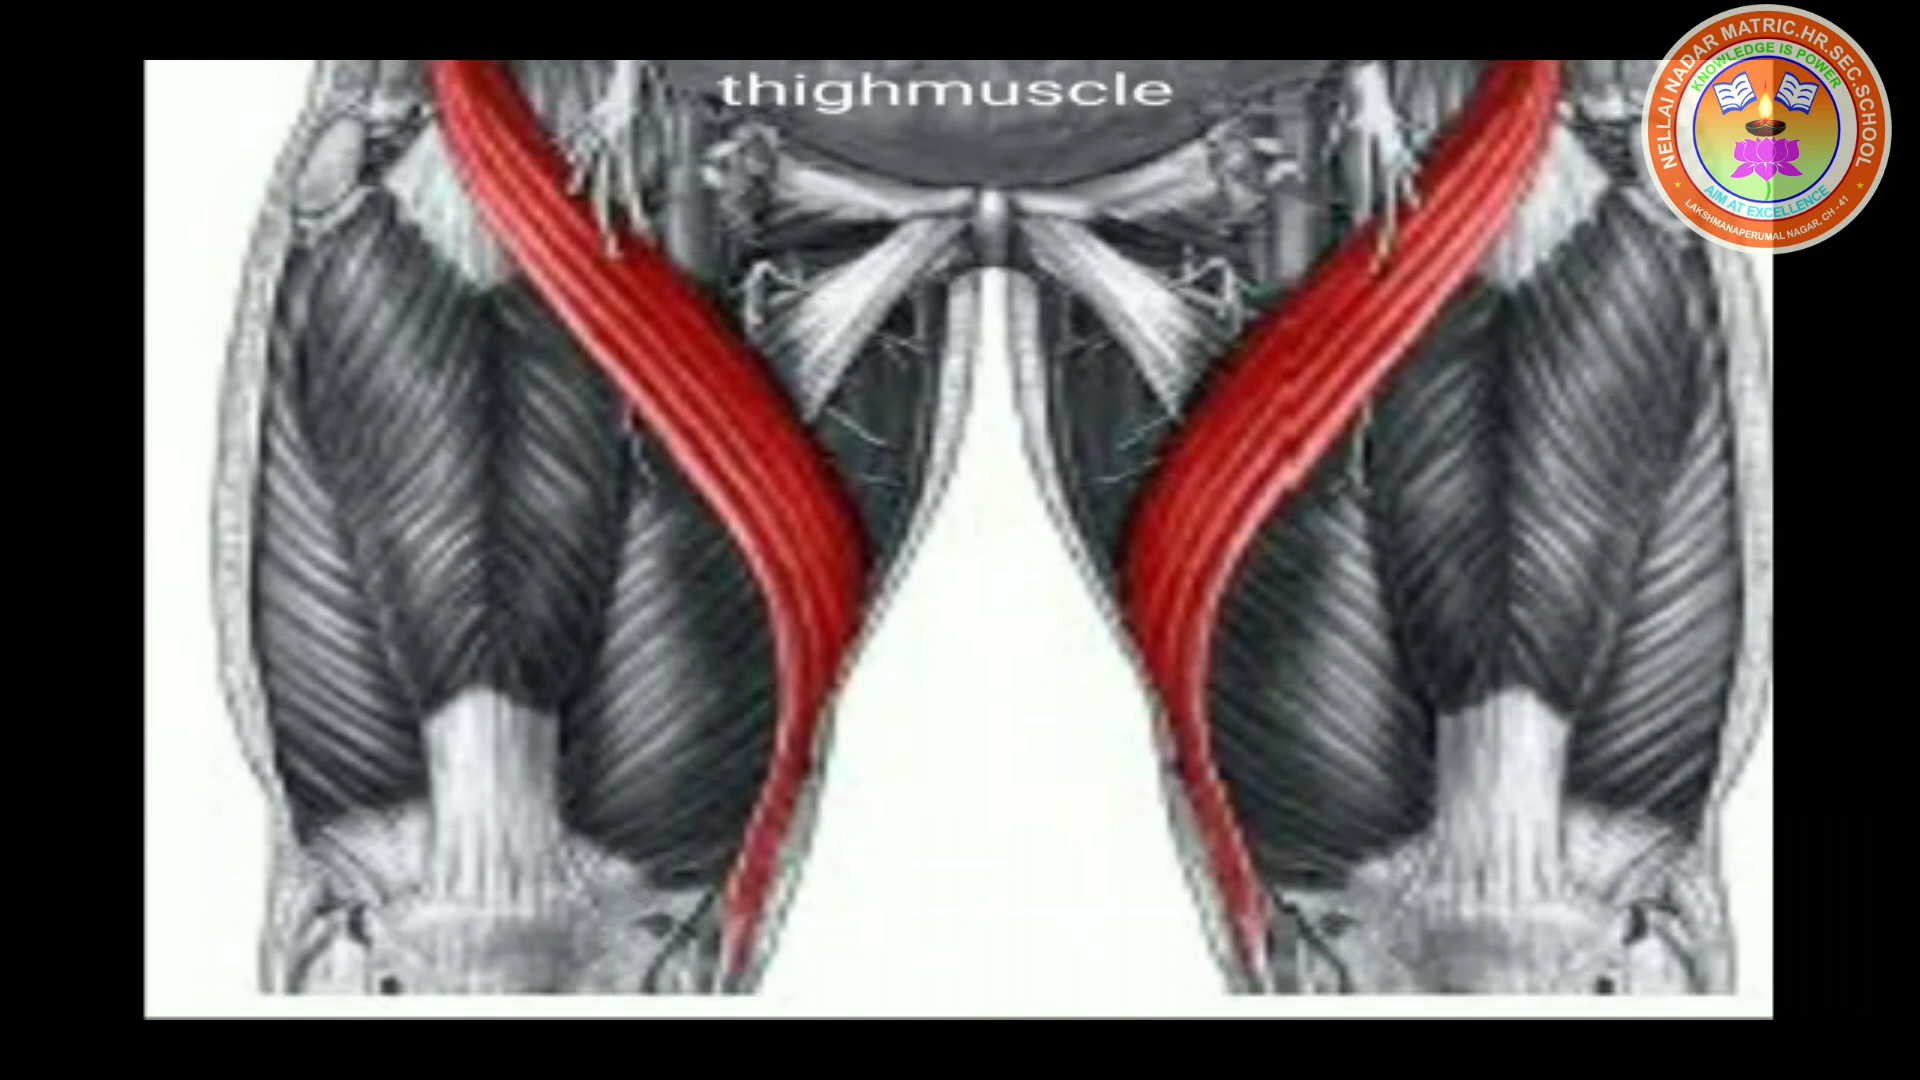 thighmuscle
NELLAI NADAR MATRIC.HR.SEC.SCHOOL
KNOWLEDGE IS POWER
AIM AT EXCELLENCE
LAKSHMANAPERUMAL NAGAR, CH - 41